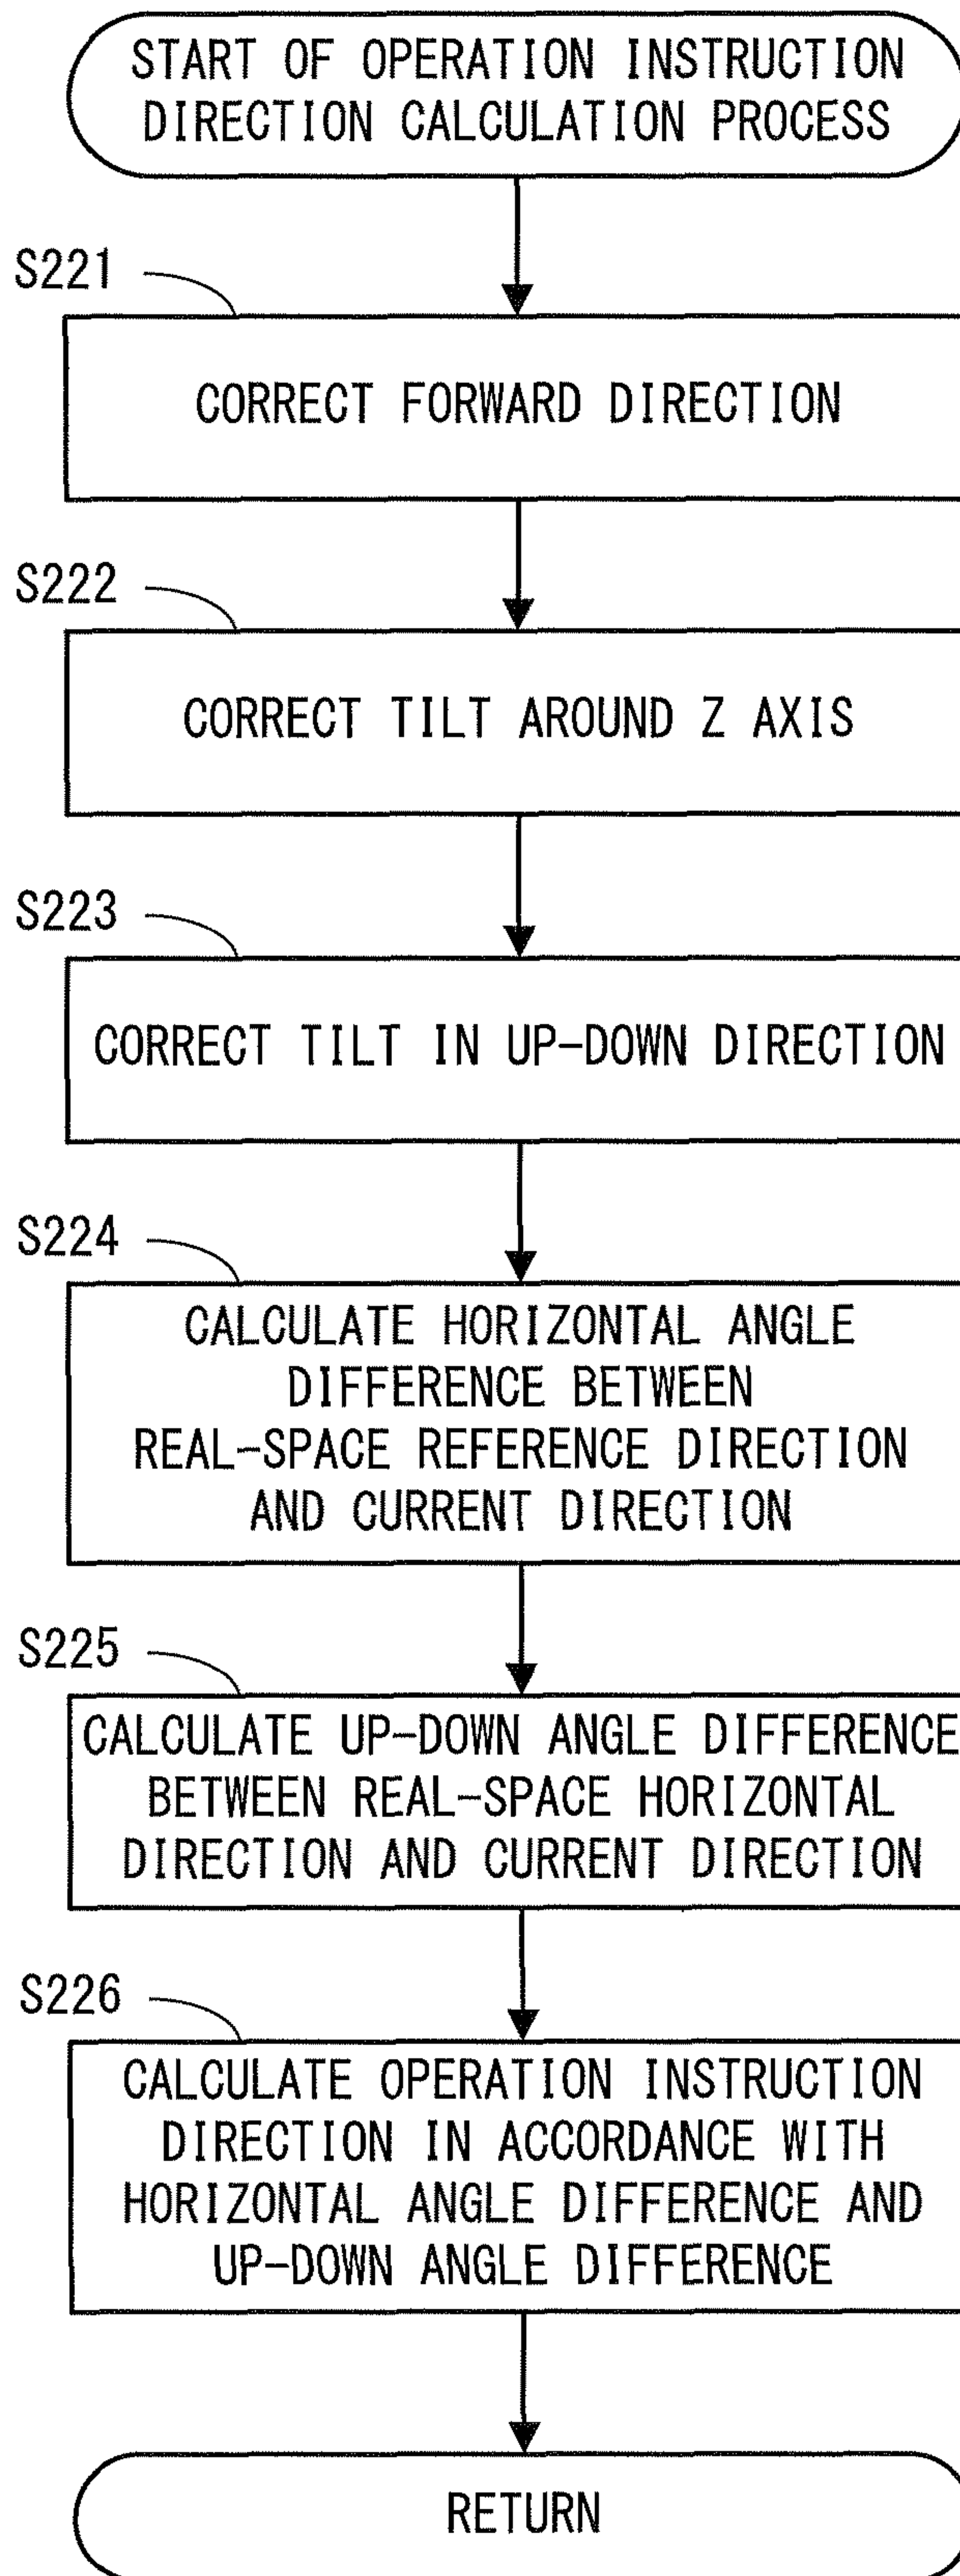 START OF OPERATION INSTRUCTION
DIRECTION CALCULATION PROCESS
S221
CORRECT FORWARD DIRECTION
S222
CORRECT TILT AROUND Z AXIS
S223
CORRECT TILT IN UP-DOWN DIRECTION
S224
CALCULATE HORIZONTAL ANGLE
DIFFERENCE BETWEEN
REAL-SPACE REFERENCE DIRECTION
AND CURRENT DIRECTION
S225
CALCULATE UP-DOWN ANGLE DIFFERENCE
BETWEEN REAL-SPACE HORIZONTAL
DIRECTION AND CURRENT DIRECTION
S226
CALCULATE OPERATION INSTRUCTION
DIRECTION IN ACCORDANCE WITH
HORIZONTAL ANGLE DIFFERENCE AND
UP-DOWN ANGLE DIFFERENCE
RETURN